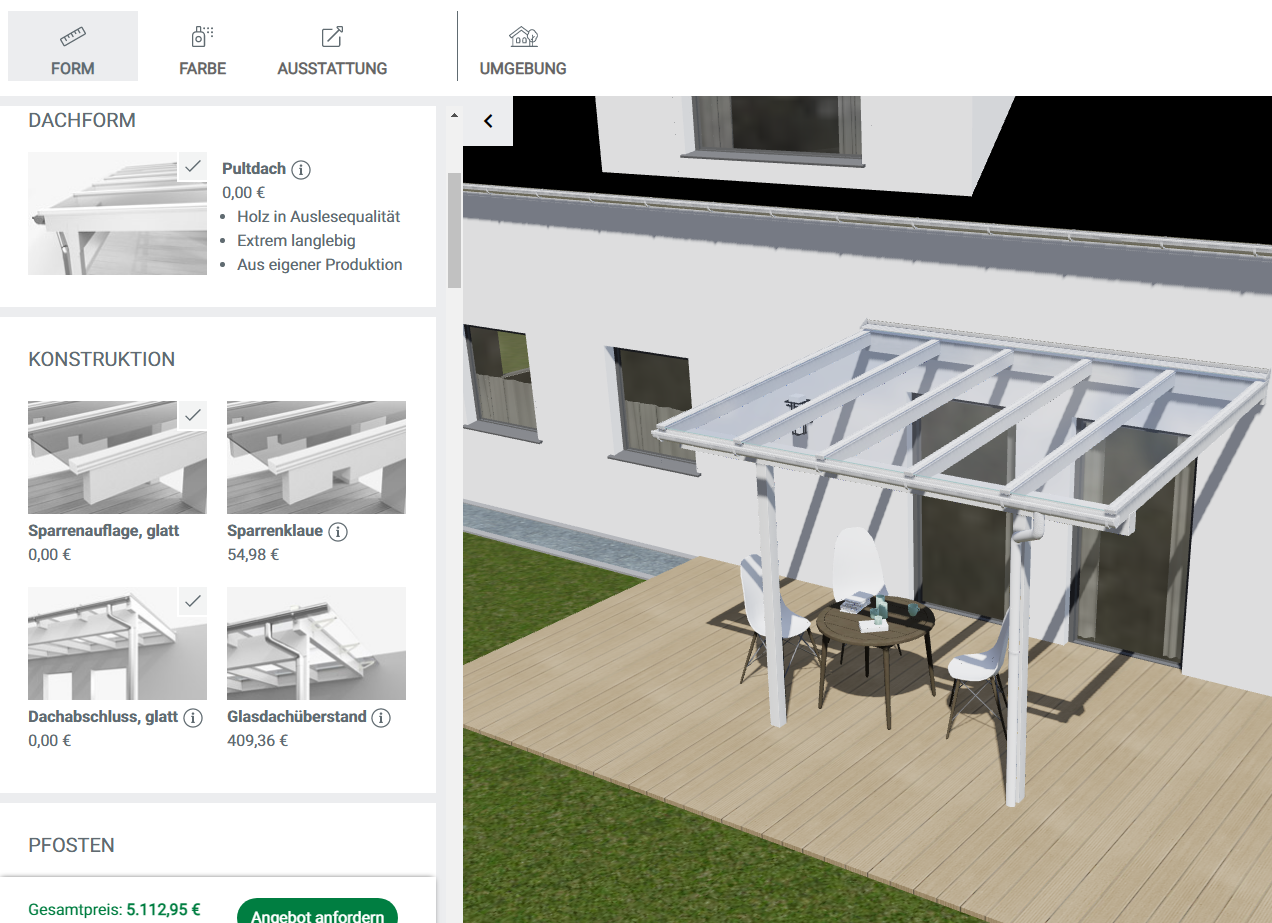 FORM
FARBE
AUSSTATTUNG
UMGEBUNG
DACHFORM
Pultdach
0,00 €
• Holz in Auslesequalität
• Extrem langlebig
• Aus eigener Produktion
KONSTRUKTION
Sparrenauflage, glatt
0,00 €
Sparrenklaue
54,98 €
Dachabschluss, glatt
0,00 €
Glasdachüberstand
409,36 €
PFOSTEN
Gesamtpreis: 5.112,95 €
Angebot anfordern